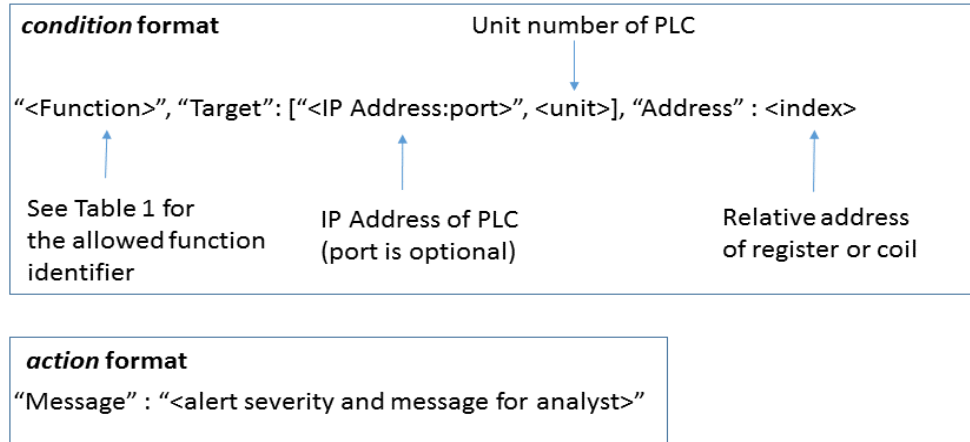 condition format
Unit number of PLC
“<Function>”, “Target”: [“<IP Address:port>”, <unit>], “Address” : <index>
See Table 1 for
the allowed function
identifier
IP Address of PLC
(port is optional)
Relative address
of register or coil
action format
“Message” : “<alert severity and message for analyst>”